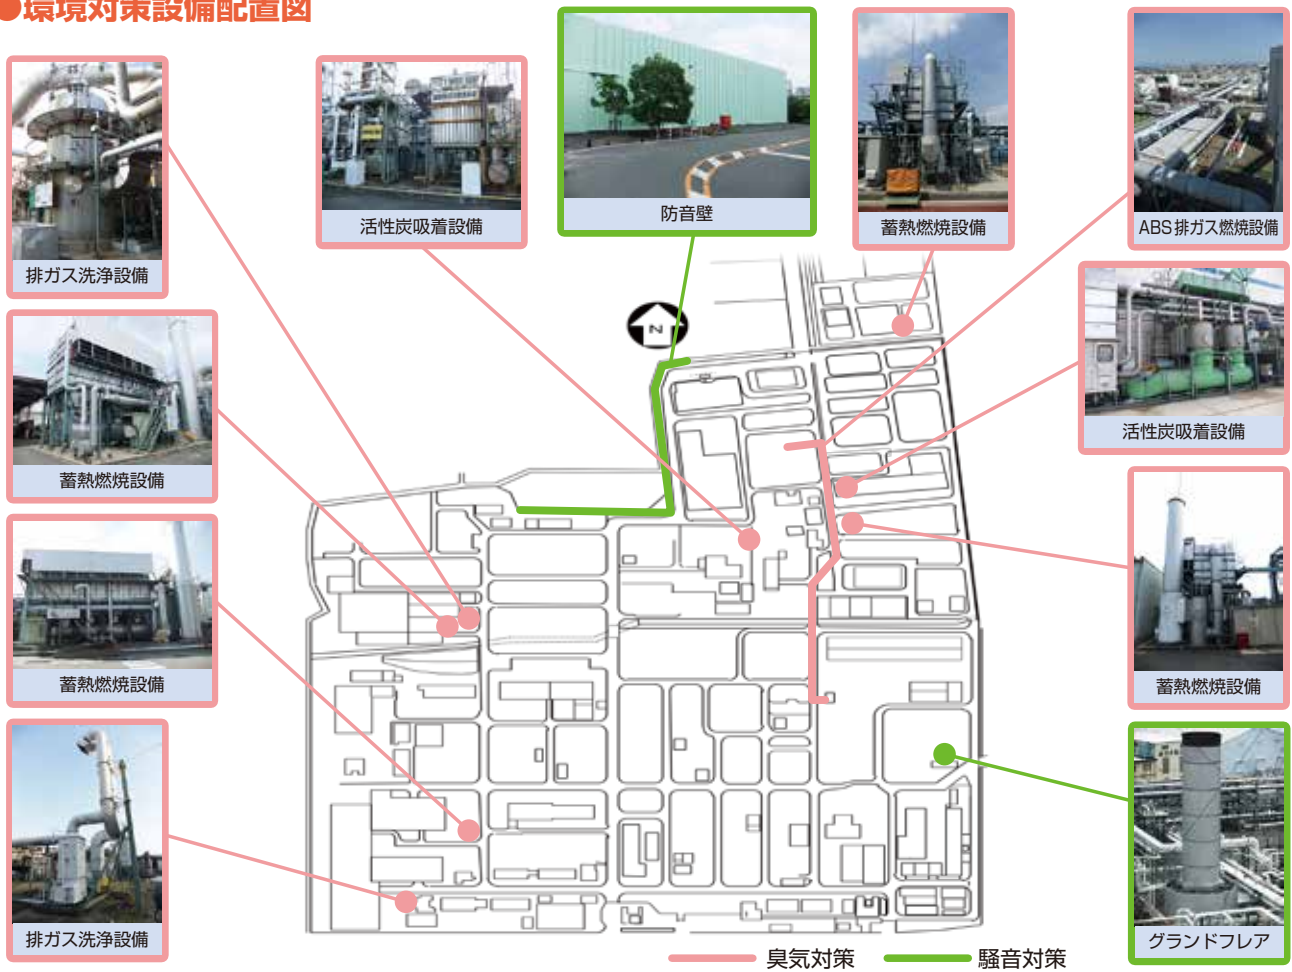 ●環境対策設備配置図
排ガス洗浄設備
活性炭吸着設備
防音壁
蓄熱燃焼設備
ABS排ガス燃焼設備
蓄熱燃焼設備
N
活性炭吸着設備
蓄熱燃焼設備
蓄熱燃焼設備
排ガス洗浄設備
グランドフレア
臭気対策
騒音対策